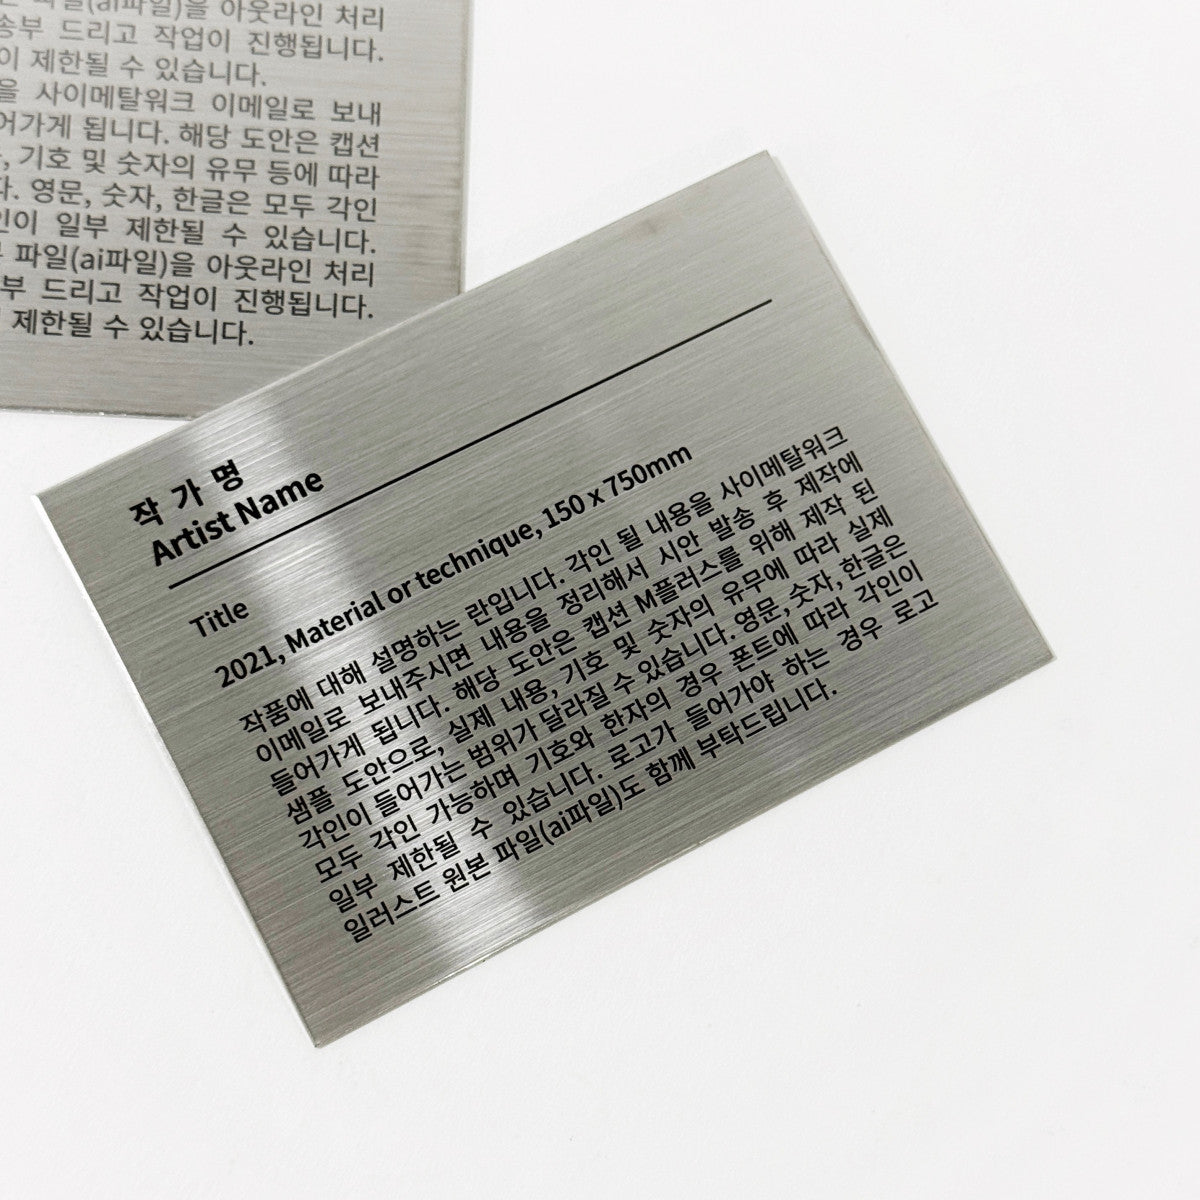 파일(ai파일)을 아웃라인 처리
송부 드리고 작업이 진행됩니다.
이 제한될 수 있습니다.
을 사이메탈워크 이메일로 보내
어가게 됩니다. 해당 도안은 캡션
, 기호 및 숫자의 유무 등에 따라
다. 영문, 숫자, 한글은 모두 각인
인이 일부 제한될 수 있습니다.
파일(ai파일)을 아웃라인 처리
부 드리고 작업이 진행됩니다.
제한될 수 있습니다.
작 가 명
Artist Name
Title
2021, Material or technique, 150 x 750mm
작품에 대해 설명하는 란입니다. 각인 될 내용을 사이메탈워크
이메일로 보내주시면 내용을 정리해서 시안 발송 후 제작에
들어가게 됩니다. 해당 도안은 캡션 M플러스를 위해 제작 된
샘플 도안으로, 실제 내용, 기호 및 숫자의 유무에 따라 실제
각인이 들어가는 범위가 달라질 수 있습니다. 영문, 숫자, 한글은
모두 각인 가능하며 기호와 한자의 경우 폰트에 따라 각인이
일부 제한될 수 있습니다. 로고가 들어가야 하는 경우 로고
일러스트 원본 파일(ai파일)도 함께 부탁드립니다.